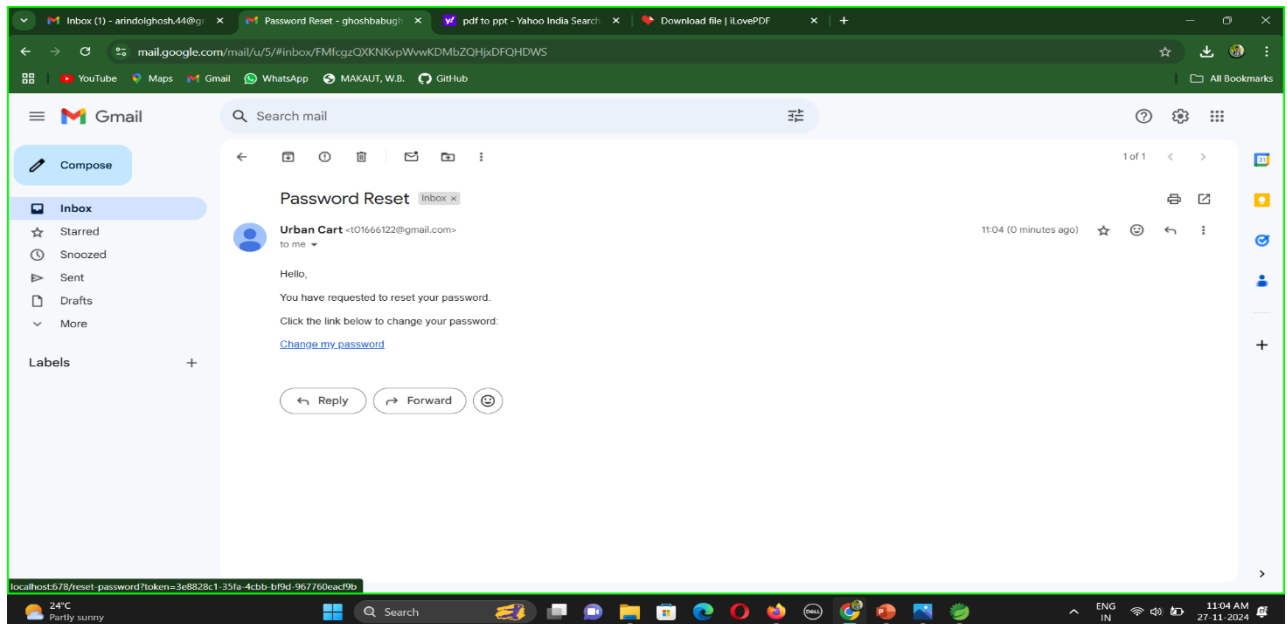 Inbox (1) - arindolghosh.44@gr
Password Reset - ghoshbabugh
pdf to ppt - Yahoo India Search
Download file | iLovePDF
mail.google.com/mail/u/5/#inbox/FMfcgzQXKNKvpWvwKDMbZQHjxDFQHDWS
YouTube Maps Gmail WhatsApp MAKAUT, W.B. GitHub All Bookmarks
Gmail
Search mail
Compose
1 of 1
Inbox
Starred
Snoozed
Sent
Drafts
More
Labels
Password Reset Inbox x
Urban Cart <t01666122@gmail.com> 11:04 (0 minutes ago)
to me
Hello,
You have requested to reset your password.
Click the link below to change your password:
Change my password
Reply Forward
localhost:678/reset-password?token=3e8828c1-35fa-4cbb-bf9d-967760eacf9b
24°C
Partly sunny
Search
ENG
IN
11:04 AM
27-11-2024